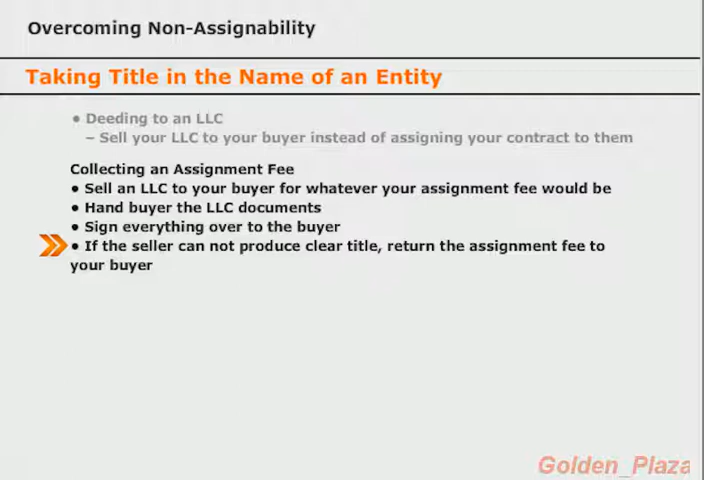 Overcoming Non-Assignability
Taking Title in the Name of an Entity
• Deeding to an LLC
– Sell your LLC to your buyer instead of assigning your contract to them
Collecting an Assignment Fee
• Sell an LLC to your buyer for whatever your assignment fee would be
• Hand buyer the LLC documents
• Sign everything over to the buyer
• If the seller can not produce clear title, return the assignment fee to
your buyer
Golden_Plaza